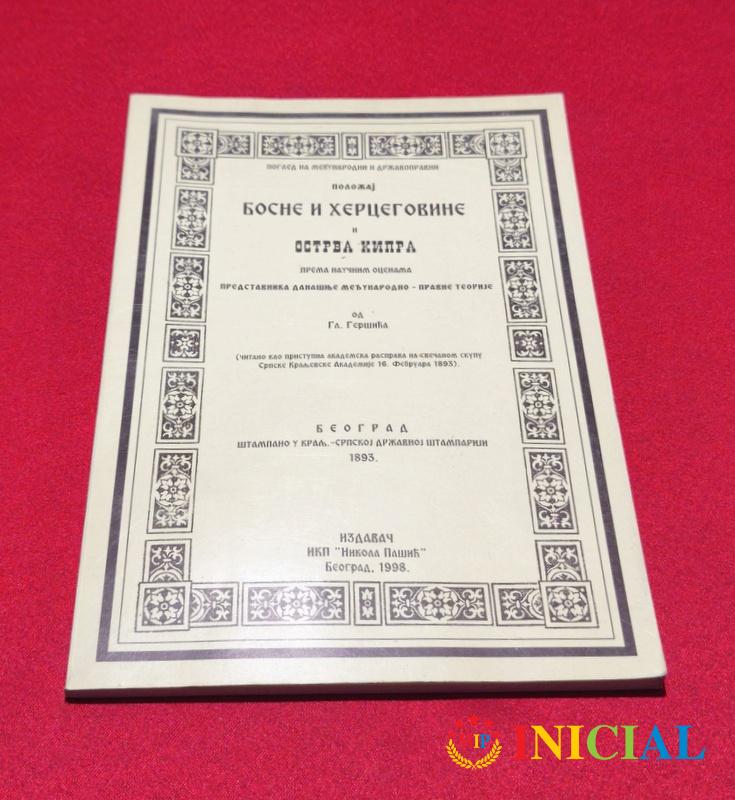 ПОГЛЕД НА МЕЂУНАРОДНИ И ДРЖАВОПРАВНИ
ПОЛОЖАЈ
БОСНЕ И ХЕРЦЕГОВИНЕ
И
ОСТРВА КИПРА
ПРЕМА НАУЧНИМ ОЦЕНАМА
ПРЕДСТАВНИКА ДАНАШЊЕ МЕЂУНАРОДНО - ПРАВНЕ ТЕОРИЈЕ
ОД
Гл. Гершића
(читано као приступна академска расправа на свечаном скупу
Српске Краљевске Академије 16. Фебруара 1893).
БЕОГРАД
ШТАМПАНО У КРАЉ.-СРПСКОЈ ДРЖАВНОЈ ШТАМПАРИЈИ
1893.
ИЗДАВАЧ
ИКП "Никола Пашић"
Београд, 1998.
IP INICIAL